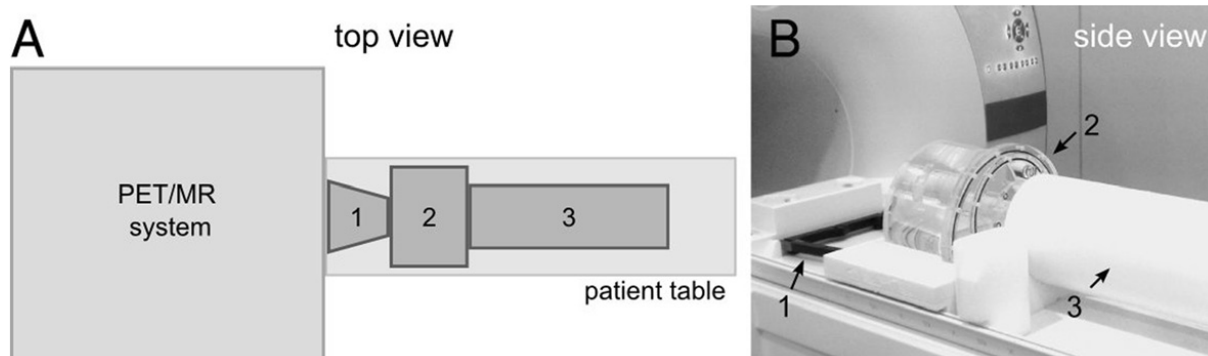 A
top view
PET/MR
system
1
2
3
patient table
B
side view
2
1
3